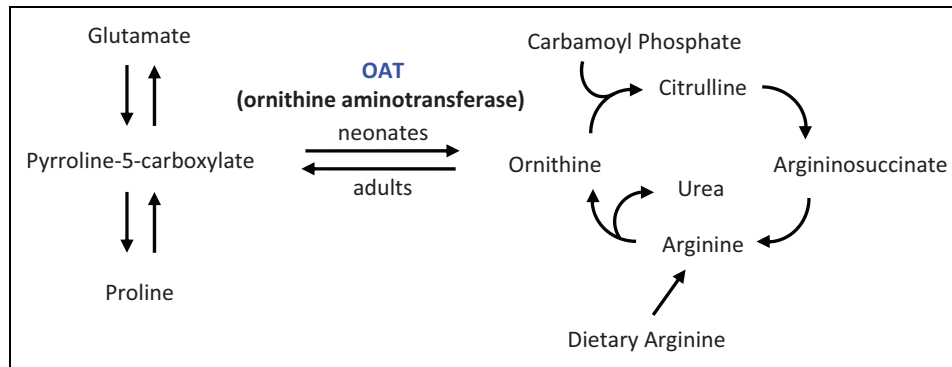 Glutamate
Carbamoyl Phosphate
OAT
(ornithine aminotransferase)
Citrulline
neonates
Pyrroline-5-carboxylate
Ornithine
Argininosuccinate
adults
Urea
Arginine
Proline
Dietary Arginine